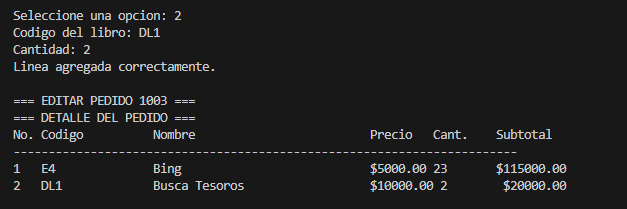 Seleccione una opcion: 2
Codigo del libro: DL1
Cantidad: 2
Linea agregada correctamente.

=== EDITAR PEDIDO 1003 ===
=== DETALLE DEL PEDIDO ===
No. Codigo Nombre Precio Cant. Subtotal
------------------------------------------------------------------------
1 E4 Bing $5000.00 23 $115000.00
2 DL1 Busca Tesoros $10000.00 2 $20000.00